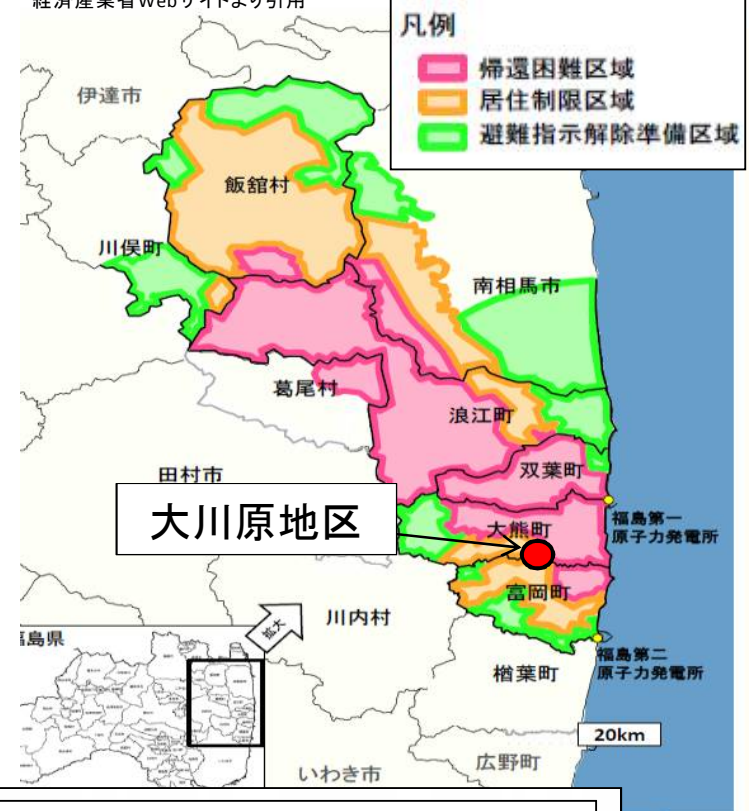 経済産業省Webサイトより引用
凡例
帰還困難区域
居住制限区域
避難指示解除準備区域
伊達市
飯舘村
川俣町
南相馬市
葛尾村
浪江町
田村市
双葉町
大川原地区
大熊町
福島第一
原子力発電所
富岡町
川内村
拡大
福島県
福島第二
原子力発電所
楢葉町
20km
広野町
いわき市